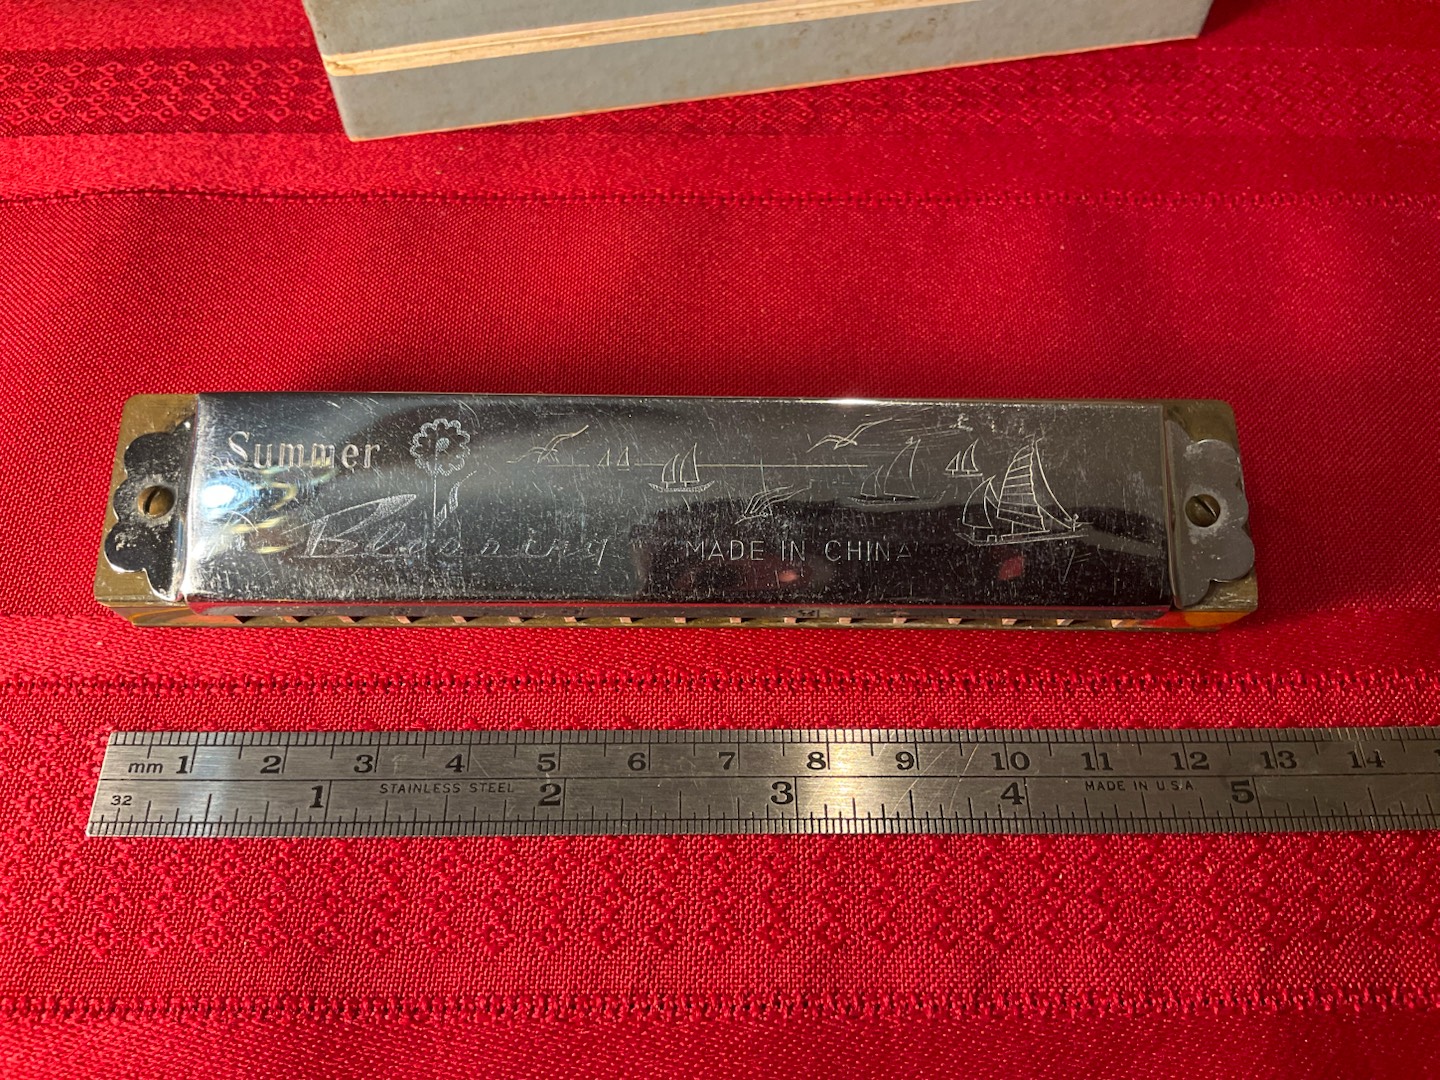 Summer
MADE IN CHINA
mm 1 2 3 4 5 6 7 8 9 10 11 12 13 14
STAINLESS STEEL MADE IN U.S.A
32 1 2 3 4 5